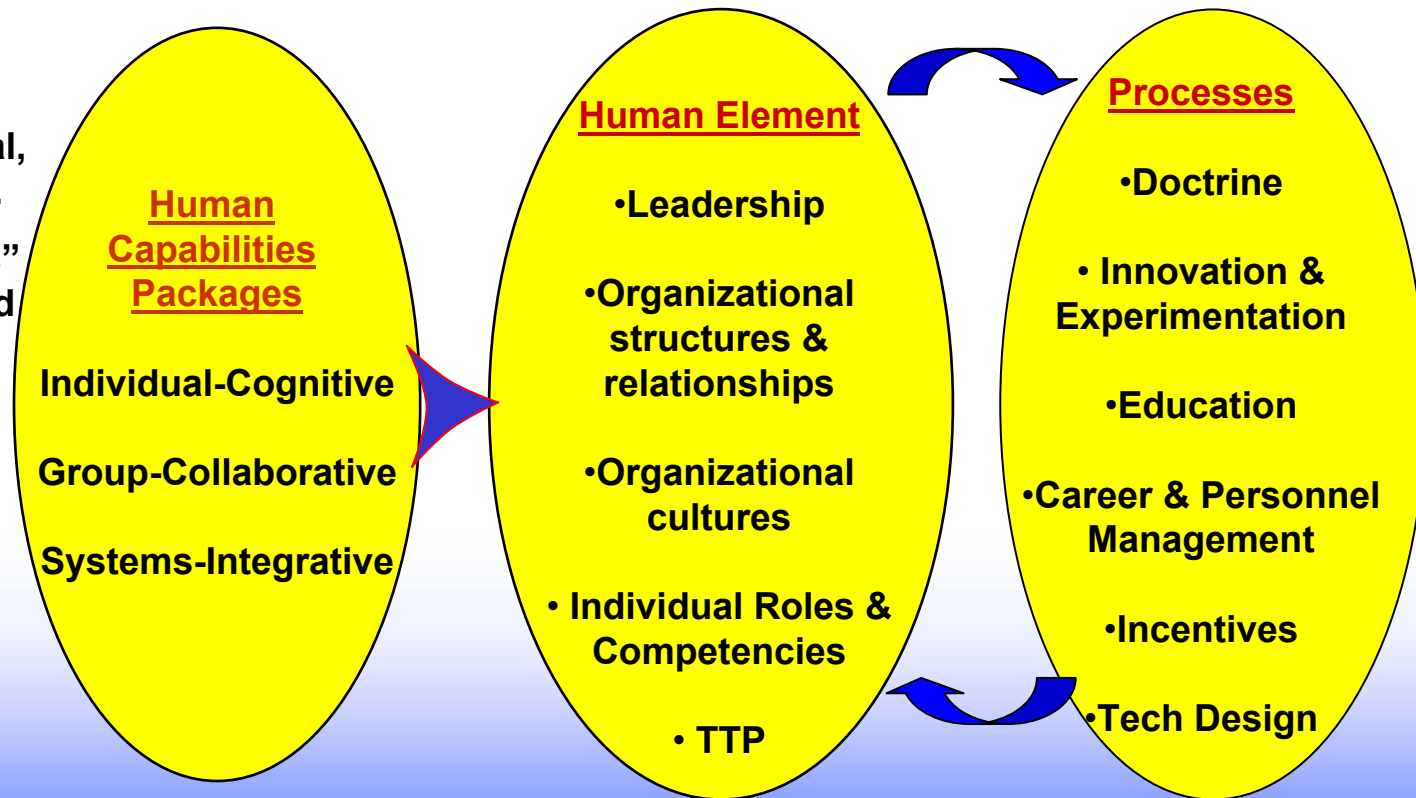 al,
”
d
Human
Capabilities
Packages
Individual-Cognitive
Group-Collaborative
Systems-Integrative
Human Element
•Leadership
•Organizational
structures &
relationships
•Organizational
cultures
• Individual Roles &
Competencies
• TTP
Processes
•Doctrine
• Innovation &
Experimentation
•Education
•Career & Personnel
Management
•Incentives
•Tech Design